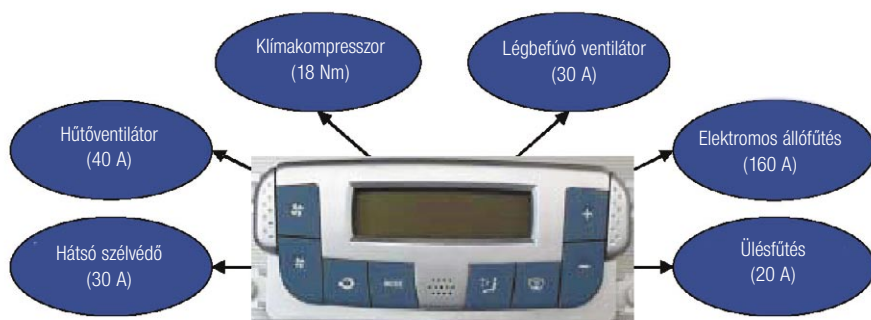 Klímakompresszor
(18 Nm)
Légbefúvó ventilátor
(30 A)
Hűtőventilátor
(40 A)
Elektromos állófűtés
(160 A)
Hátsó szélvédő
(30 A)
Ülésfűtés
(20 A)
+
−